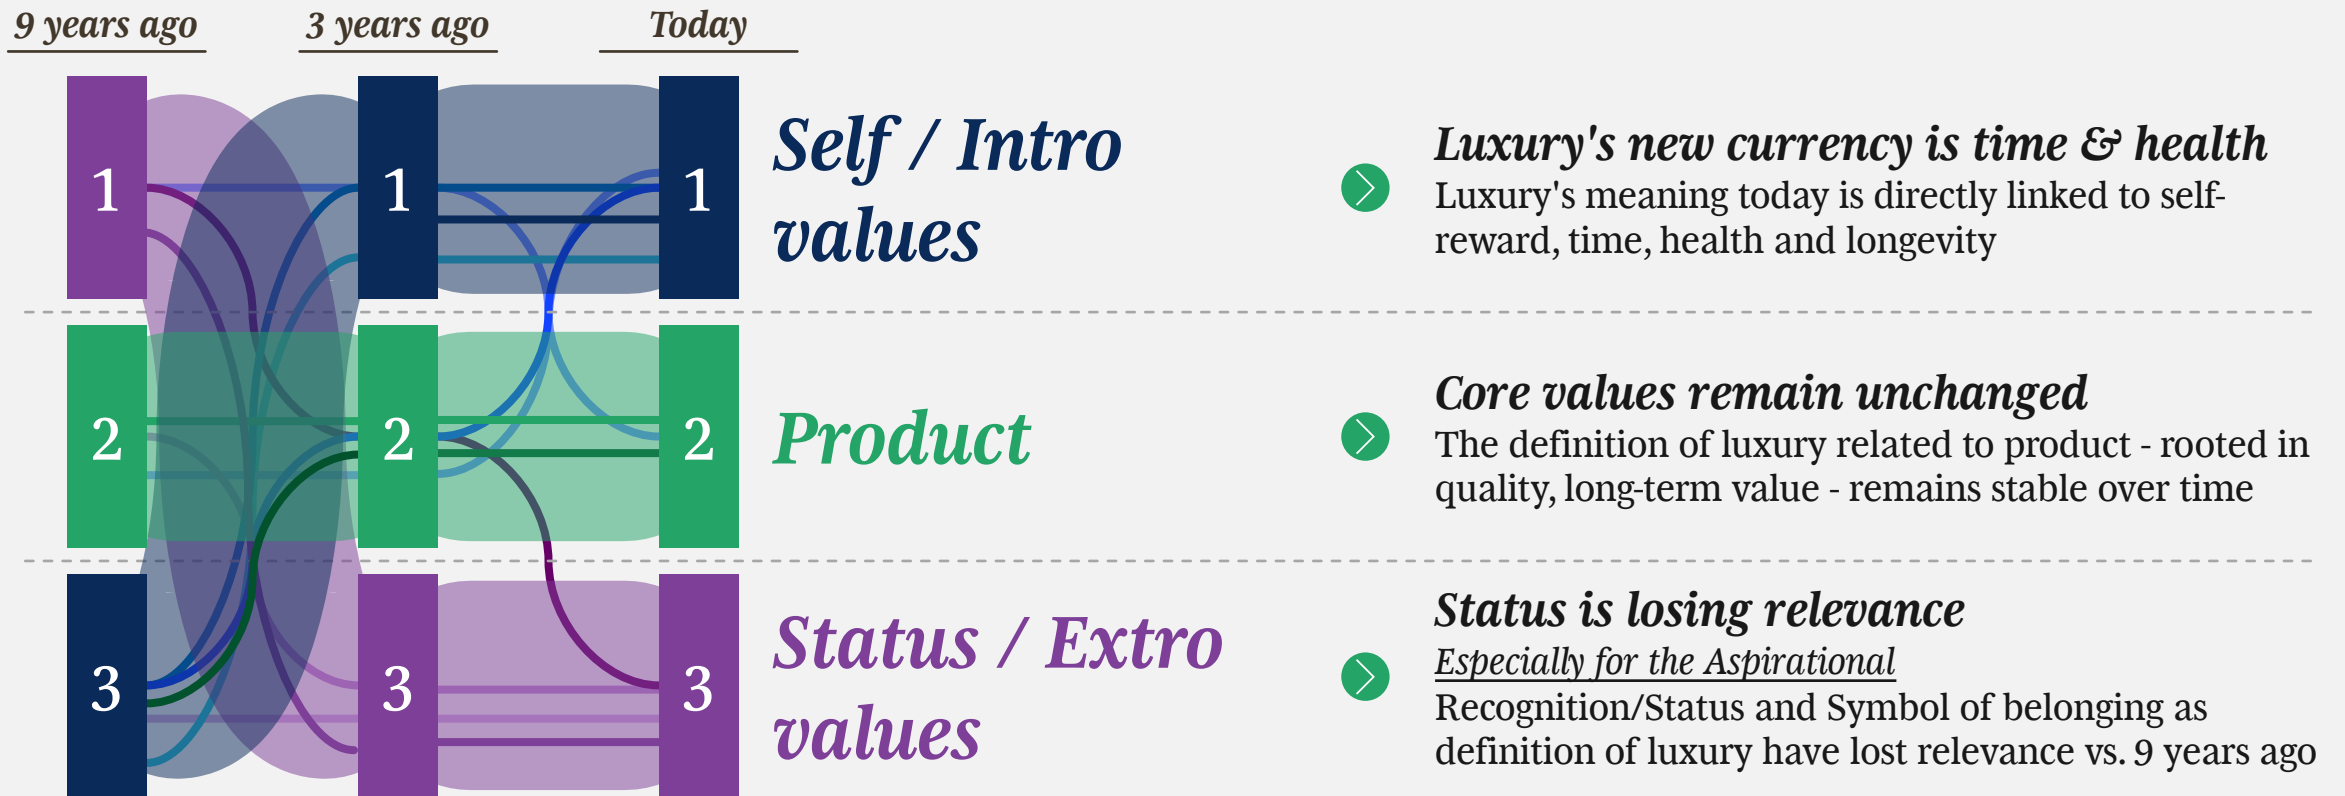 9 years ago 3 years ago Today
1 1 1
Self / Intro
values
Luxury's new currency is time & health
Luxury's meaning today is directly linked to self-
reward, time, health and longevity
2 2 2
Product
Core values remain unchanged
The definition of luxury related to product - rooted in
quality, long-term value - remains stable over time
3 3 3
Status / Extro
values
Status is losing relevance
Especially for the Aspirational
Recognition/Status and Symbol of belonging as
definition of luxury have lost relevance vs. 9 years ago